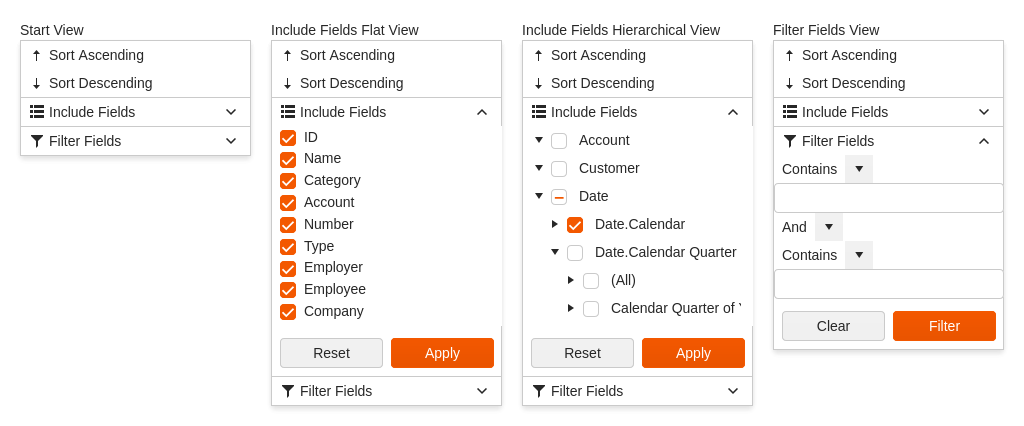 Start View
Sort Ascending
Sort Descending
Include Fields
Filter Fields
Include Fields Flat View
Sort Ascending
Sort Descending
Include Fields
ID
Name
Category
Account
Number
Type
Employer
Employee
Company
Reset Apply
Filter Fields
Include Fields Hierarchical View
Sort Ascending
Sort Descending
Include Fields
Account
Customer
Date
Date.Calendar
Date.Calendar Quarter
(All)
Calendar Quarter of
Reset Apply
Filter Fields
Filter Fields View
Sort Ascending
Sort Descending
Include Fields
Filter Fields
Contains
And
Contains
Clear Filter